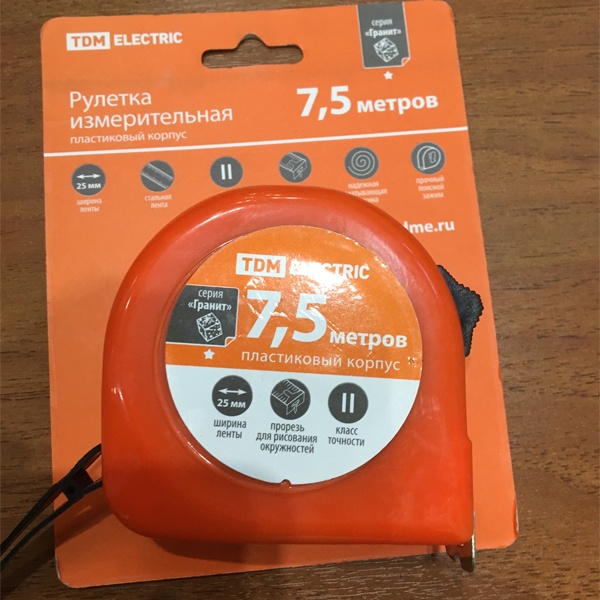 TDM ELECTRIC
серия
«Гранит»
Рулетка
измерительная
пластиковый корпус
7,5 метров
25 мм
ширина
ленты
стальная
лента
II
надежная
прочный
поясной
зажим
dme.ru
TDM ELECTRIC
серия
«Гранит»
7,5 метров
пластиковый корпус
25 мм
ширина
ленты
прорезь
для рисования
окружностей
II
класс
точности